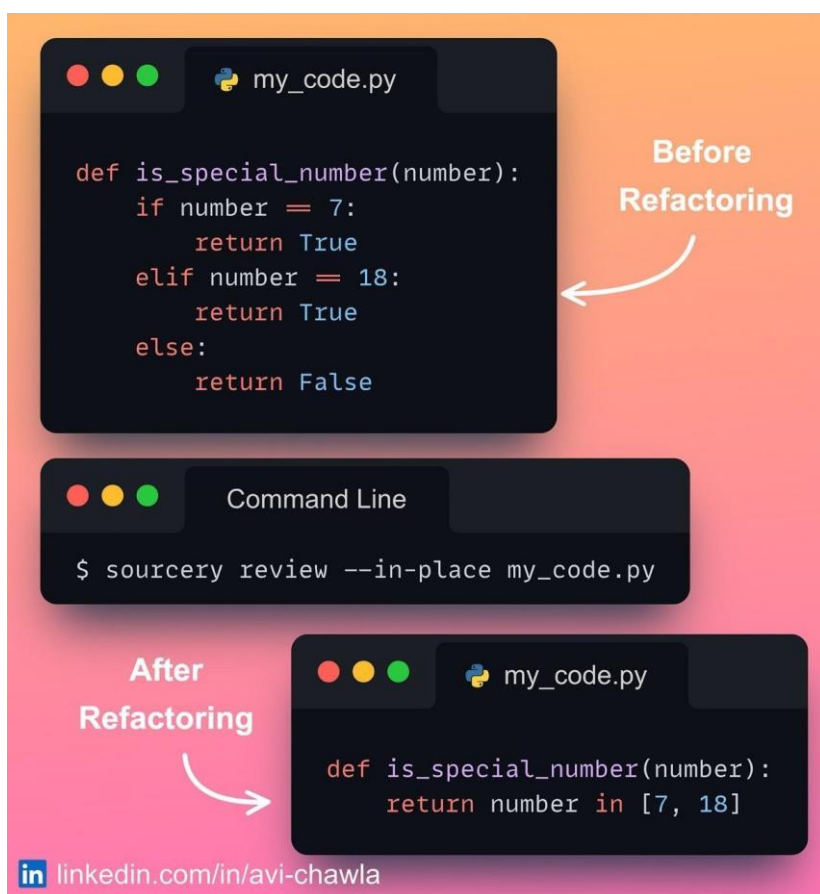 my_code.py
def is_special_number(number):
    if number == 7:
        return True
    elif number == 18:
        return True
    else:
        return False
Before
Refactoring
Command Line
$ sourcery review --in-place my_code.py
After
Refactoring
my_code.py
def is_special_number(number):
    return number in [7, 18]
in linkedin.com/in/avi-chawla